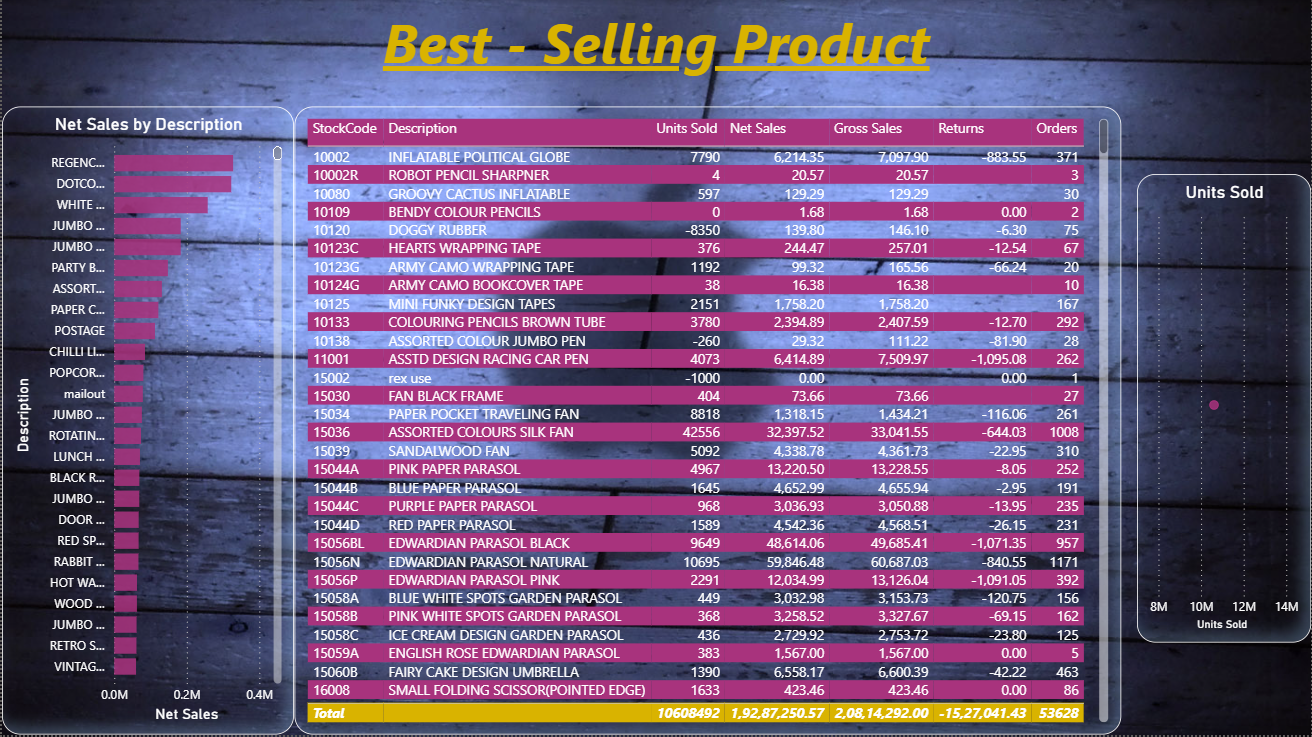 Best - Selling Product
Net Sales by Description
Description
REGENC...
DOTCO...
WHITE ...
JUMBO ...
JUMBO ...
PARTY B...
ASSORT...
PAPER C...
POSTAGE
CHILLI LI...
POPCOR...
mailout
JUMBO ...
ROTATIN...
LUNCH ...
BLACK R...
JUMBO ...
DOOR ...
RED SP...
RABBIT ...
HOT WA...
WOOD ...
JUMBO ...
RETRO S...
VINTAG...
0.0M 0.2M 0.4M
Net Sales
StockCode Description Units Sold Net Sales Gross Sales Returns Orders
10002 INFLATABLE POLITICAL GLOBE 7790 6,214.35 7,097.90 -883.55 371
10002R ROBOT PENCIL SHARPNER 4 20.57 20.57 3
10080 GROOVY CACTUS INFLATABLE 597 129.29 129.29 30
10109 BENDY COLOUR PENCILS 0 1.68 1.68 0.00 2
10120 DOGGY RUBBER -8350 139.80 146.10 -6.30 75
10123C HEARTS WRAPPING TAPE 376 244.47 257.01 -12.54 67
10123G ARMY CAMO WRAPPING TAPE 1192 99.32 165.56 -66.24 20
10124G ARMY CAMO BOOKCOVER TAPE 38 16.38 16.38 10
10125 MINI FUNKY DESIGN TAPES 2151 1,758.20 1,758.20 167
10133 COLOURING PENCILS BROWN TUBE 3780 2,394.89 2,407.59 -12.70 292
10138 ASSORTED COLOUR JUMBO PEN -260 29.32 111.22 -81.90 28
11001 ASSTD DESIGN RACING CAR PEN 4073 6,414.89 7,509.97 -1,095.08 262
15002 rex use -1000 0.00 0.00 1
15030 FAN BLACK FRAME 404 73.66 73.66 27
15034 PAPER POCKET TRAVELING FAN 8818 1,318.15 1,434.21 -116.06 261
15036 ASSORTED COLOURS SILK FAN 42556 32,397.52 33,041.55 -644.03 1008
15039 SANDALWOOD FAN 5092 4,338.78 4,361.73 -22.95 310
15044A PINK PAPER PARASOL 4967 13,220.50 13,228.55 -8.05 252
15044B BLUE PAPER PARASOL 1645 4,652.99 4,655.94 -2.95 191
15044C PURPLE PAPER PARASOL 968 3,036.93 3,050.88 -13.95 235
15044D RED PAPER PARASOL 1589 4,542.36 4,568.51 -26.15 231
15056BL EDWARDIAN PARASOL BLACK 9649 48,614.06 49,685.41 -1,071.35 957
15056N EDWARDIAN PARASOL NATURAL 10695 59,846.48 60,687.03 -840.55 1171
15056P EDWARDIAN PARASOL PINK 2291 12,034.99 13,126.04 -1,091.05 392
15058A BLUE WHITE SPOTS GARDEN PARASOL 449 3,032.98 3,153.73 -120.75 156
15058B PINK WHITE SPOTS GARDEN PARASOL 368 3,258.52 3,327.67 -69.15 162
15058C ICE CREAM DESIGN GARDEN PARASOL 436 2,729.92 2,753.72 -23.80 125
15059A ENGLISH ROSE EDWARDIAN PARASOL 383 1,567.00 1,567.00 0.00 5
15060B FAIRY CAKE DESIGN UMBRELLA 1390 6,558.17 6,600.39 -42.22 463
16008 SMALL FOLDING SCISSOR(POINTED EDGE) 1633 423.46 423.46 0.00 86
Total 10608492 1,92,87,250.57 2,08,14,292.00 -15,27,041.43 53628
Units Sold
8M 10M 12M 14M
Units Sold